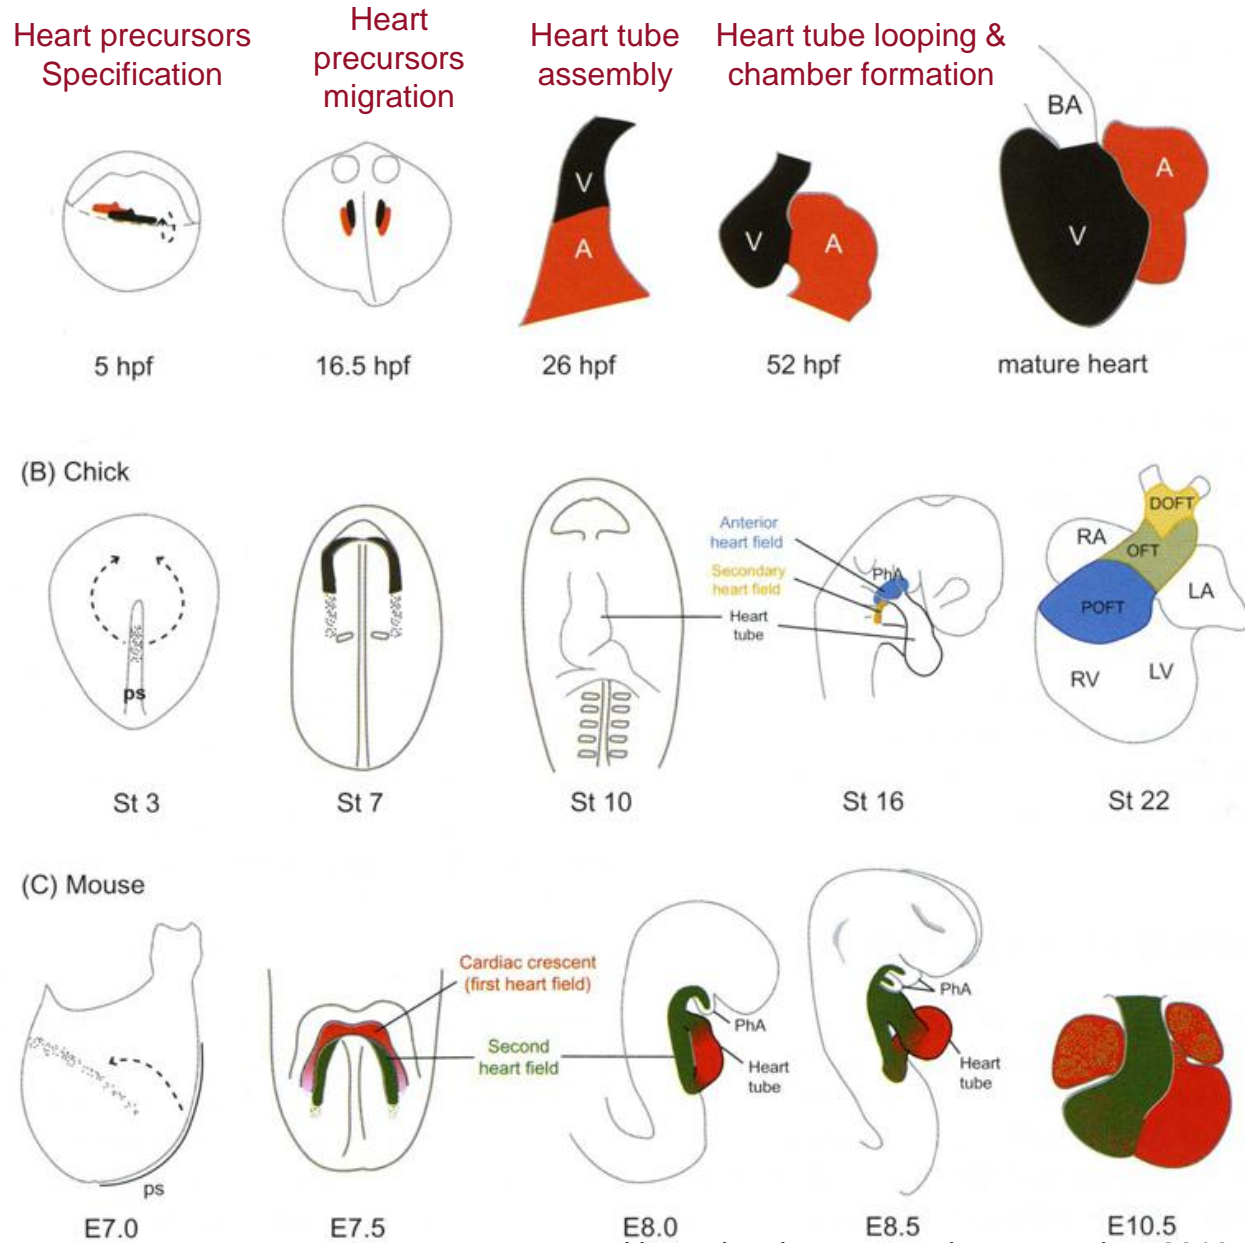 Heart precursors
Specification
Heart
precursors
migration
Heart tube
assembly
Heart tube looping &
chamber formation
V
A
V
A
BA
V
A
5 hpf
16.5 hpf
26 hpf
52 hpf
mature heart
(B) Chick
ps
Anterior
heart field
Secondary
heart field
Heart
tube
PhA
DOFT
RA
OFT
LA
POFT
RV
LV
St 3
St 7
St 10
St 16
St 22
(C) Mouse
ps
Cardiac crescent
(first heart field)
Second
heart field
PhA
Heart
tube
PhA
Heart
tube
E7.0
E7.5
E8.0
E8.5
E10.5